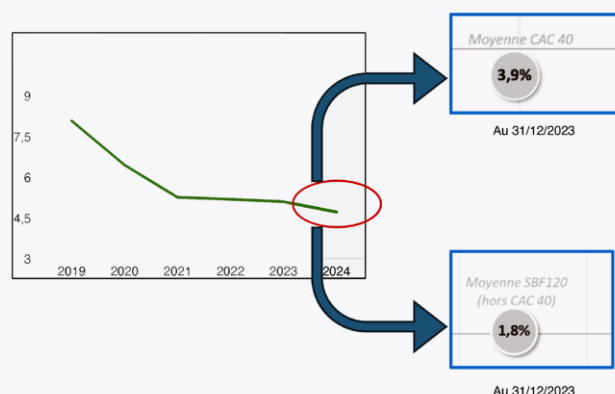 9
7,5
6
4,5
3
2019 2020 2021 2022 2023 2024
Moyenne CAC 40
3,9%
Au 31/12/2023
Moyenne SBF120
(hors CAC 40)
1,8%
Au 31/12/2023